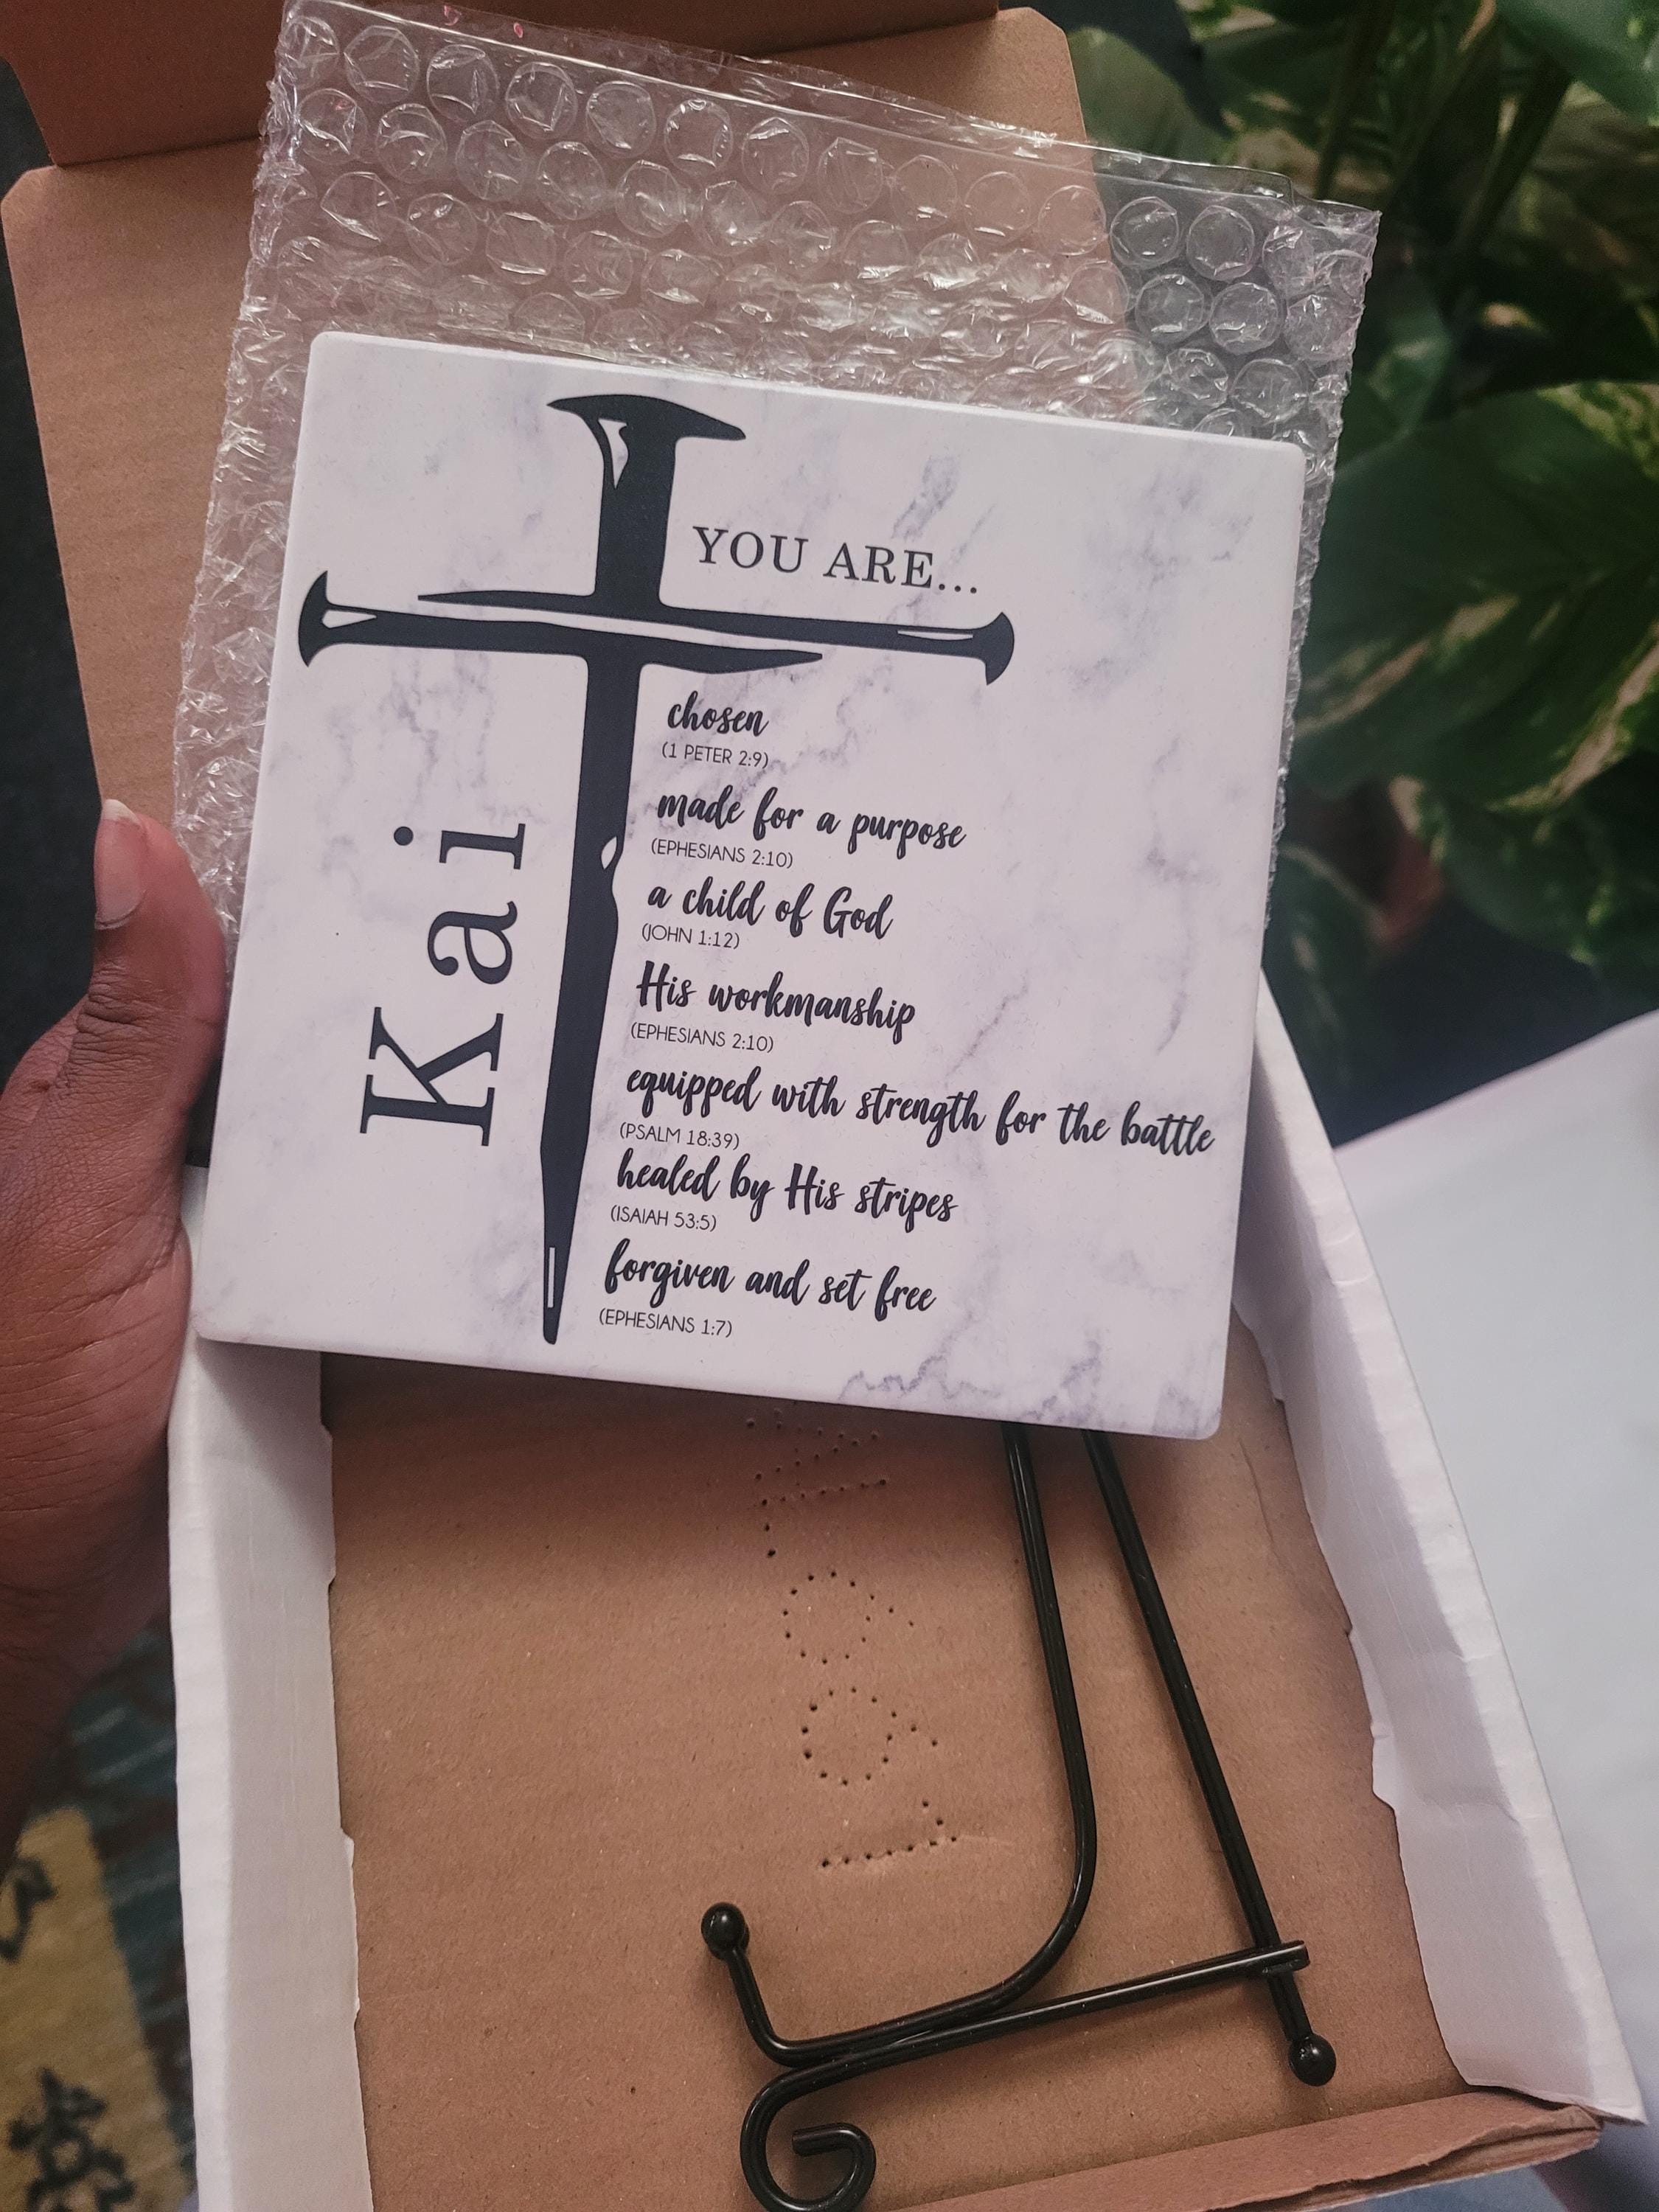 YOU ARE...
chosen
(1 PETER 2:9)
made for a purpose
(EPHESIANS 2:10)
a child of God
(JOHN 1:12)
His workmanship
(EPHESIANS 2:10)
equipped with strength for the battle
(PSALM 18:39)
healed by His stripes
(ISAIAH 53:5)
forgiven and set free
(EPHESIANS 1:7)
Kai